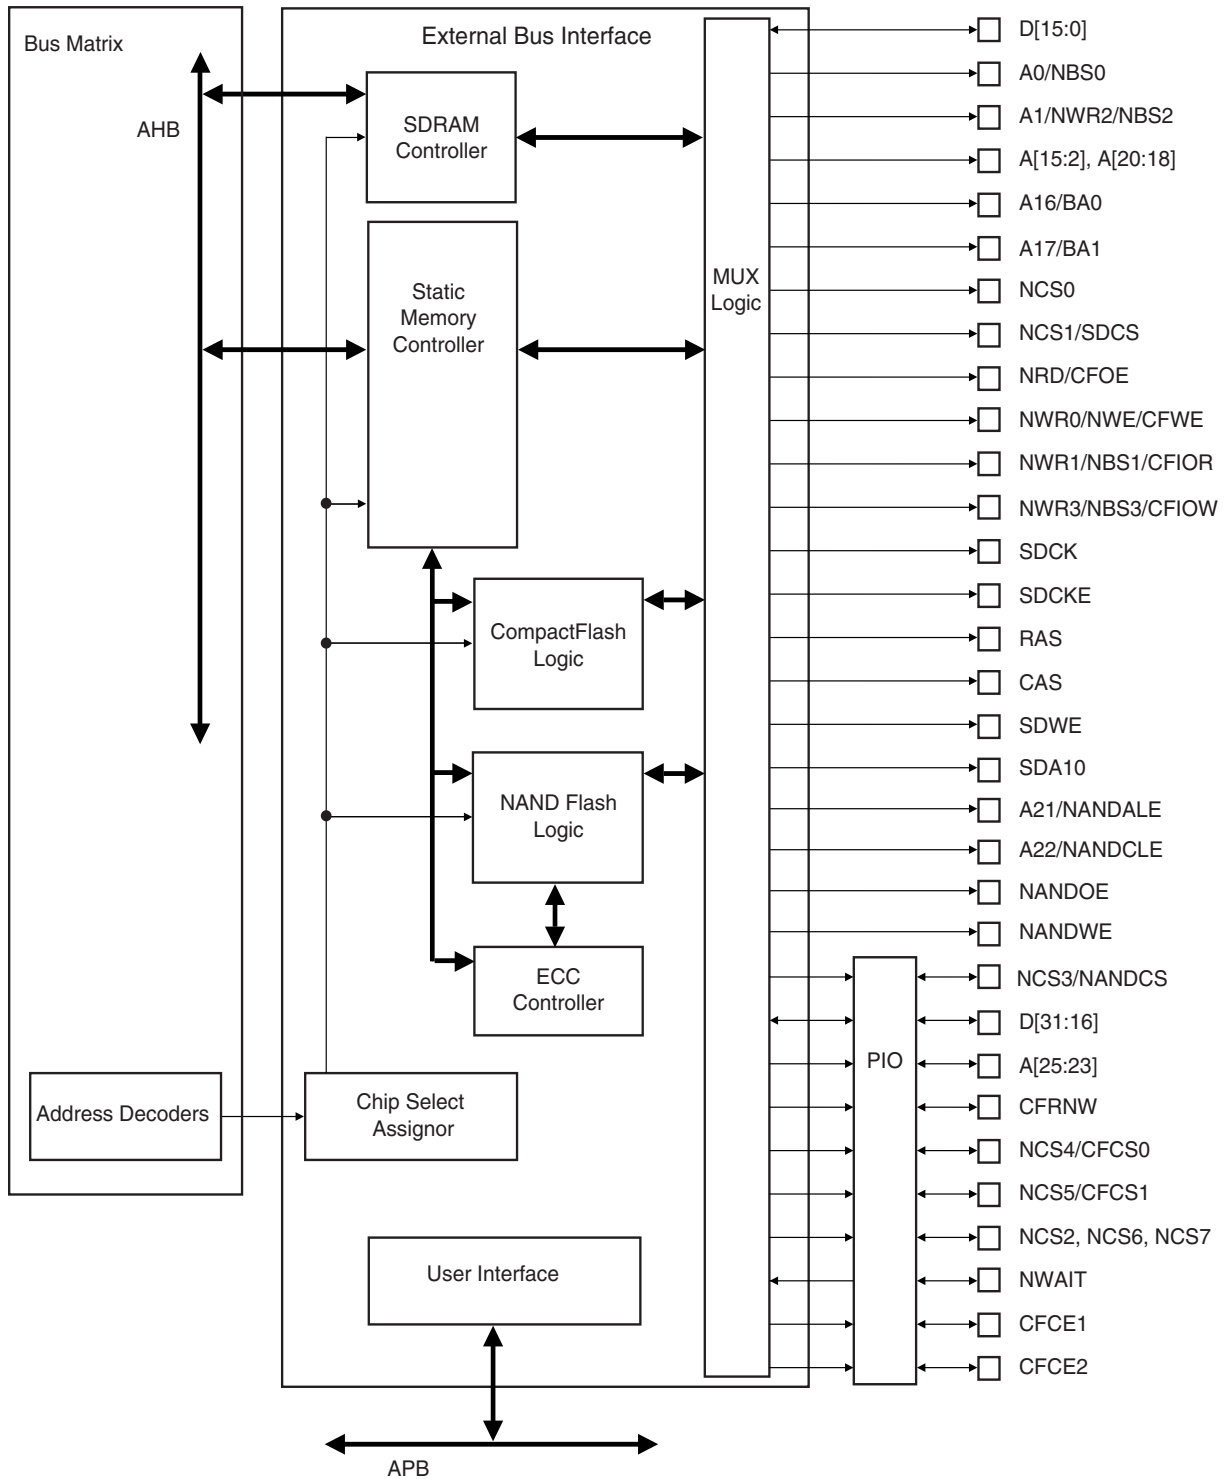 Bus Matrix
AHB
Address Decoders
External Bus Interface
SDRAM
Controller
Static
Memory
Controller
CompactFlash
Logic
NAND Flash
Logic
ECC
Controller
Chip Select
Assignor
User Interface
APB
MUX
Logic
PIO
D[15:0]
A0/NBS0
A1/NWR2/NBS2
A[15:2], A[20:18]
A16/BA0
A17/BA1
NCS0
NCS1/SDCS
NRD/CFOE
NWR0/NWE/CFWE
NWR1/NBS1/CFIOR
NWR3/NBS3/CFIOW
SDCK
SDCKE
RAS
CAS
SDWE
SDA10
A21/NANDALE
A22/NANDCLE
NANDOE
NANDWE
NCS3/NANDCS
D[31:16]
A[25:23]
CFRNW
NCS4/CFCS0
NCS5/CFCS1
NCS2, NCS6, NCS7
NWAIT
CFCE1
CFCE2